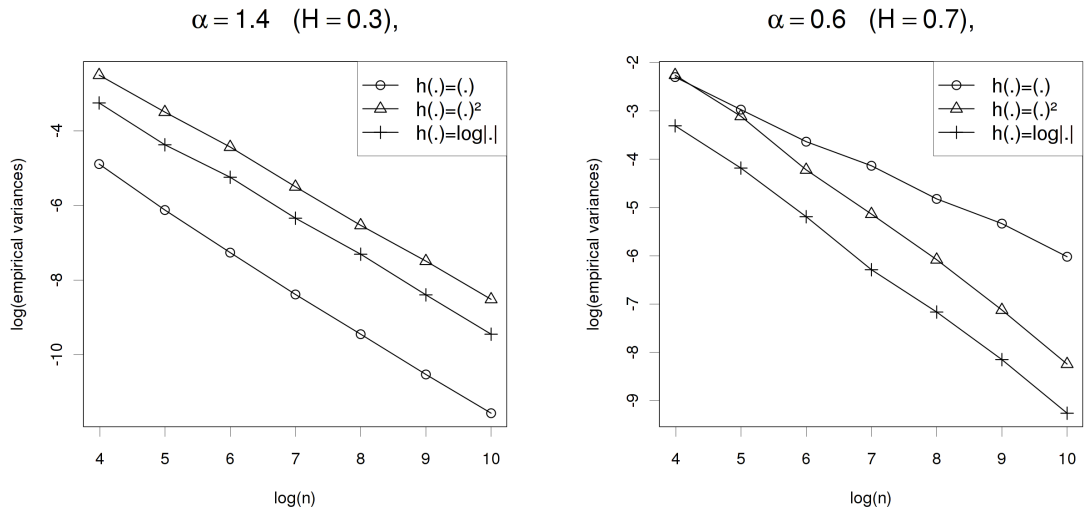 α = 1.4 (H = 0.3),
h(.)=(.)
h(.)=(.)²
h(.)=log|.|
log(empirical variances)
-4
-6
-8
-10
4 5 6 7 8 9 10
log(n)
α = 0.6 (H = 0.7),
h(.)=(.)
h(.)=(.)²
h(.)=log|.|
log(empirical variances)
-2
-3
-4
-5
-6
-7
-8
-9
4 5 6 7 8 9 10
log(n)